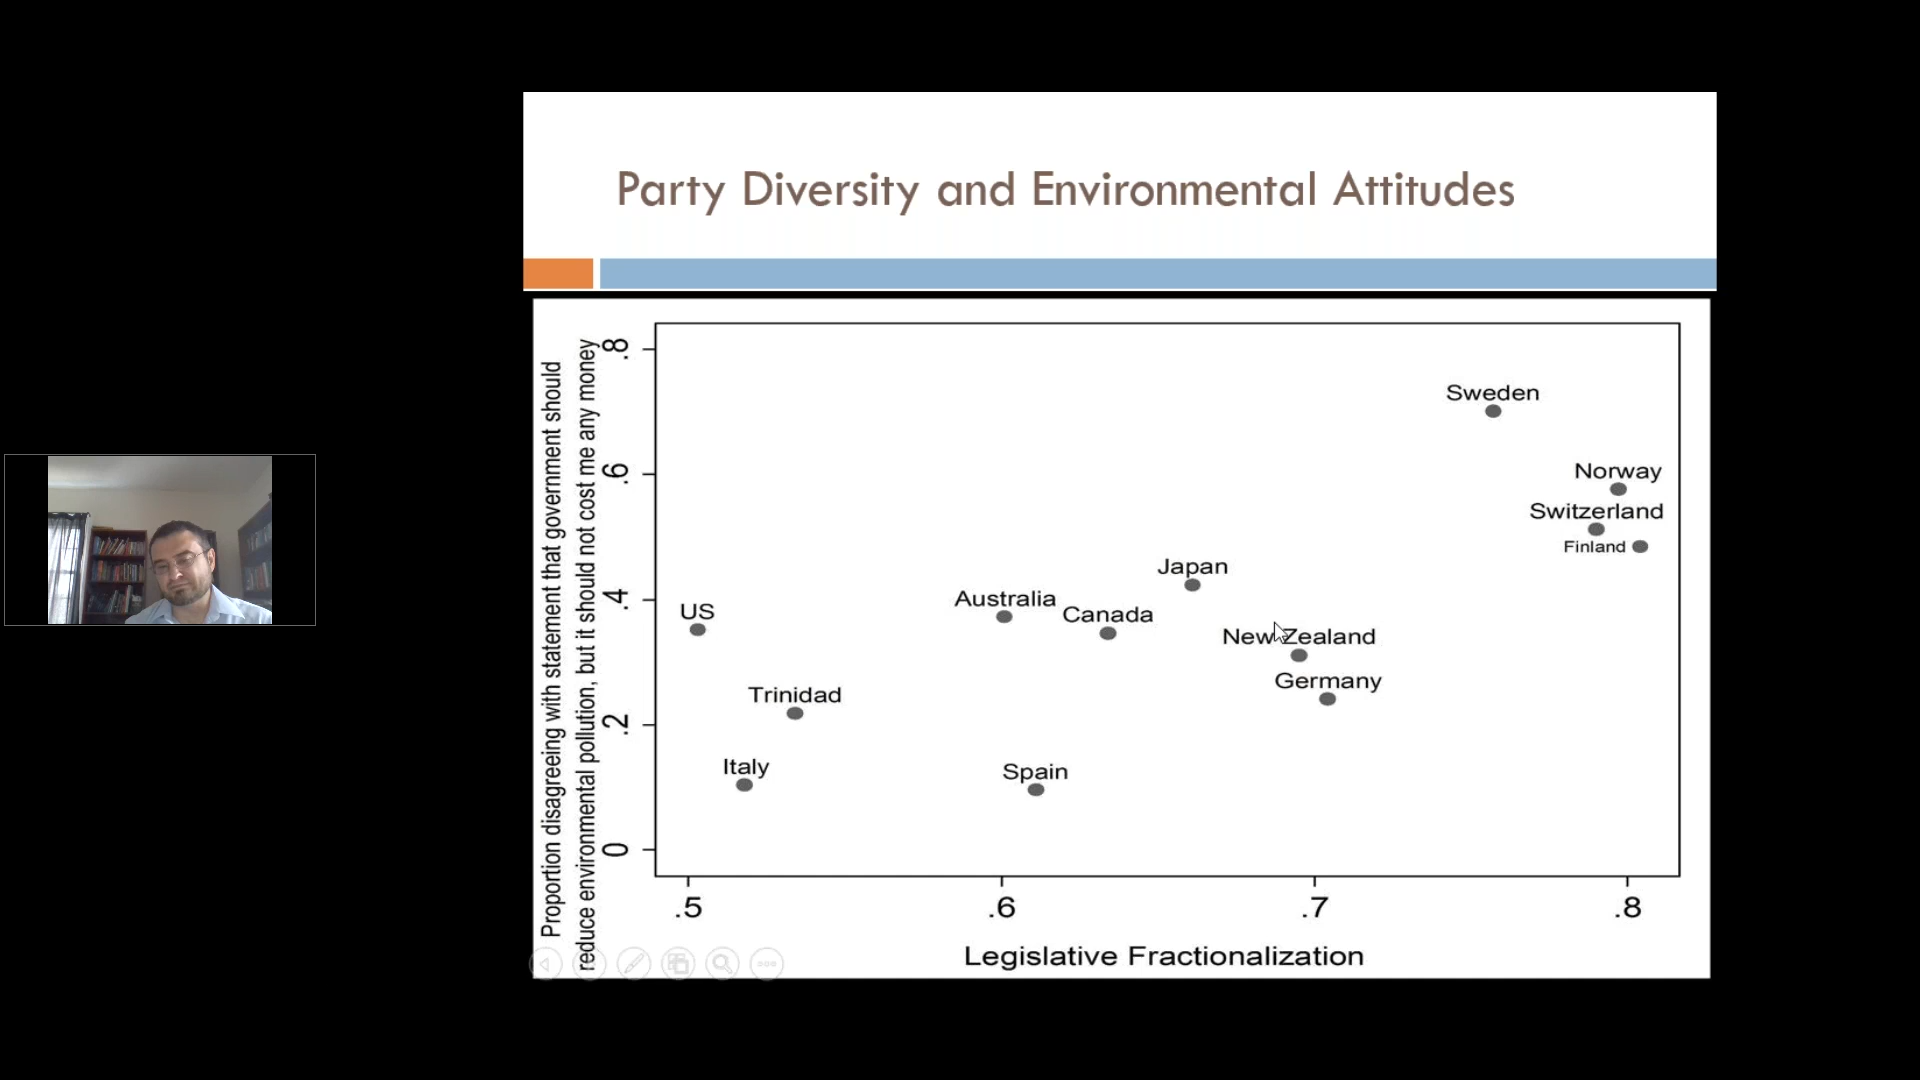 Party Diversity and Environmental Attitudes
Proportion disagreeing with statement that government should
reduce environmental pollution, but it should not cost me any money
.8
.6
.4
.2
0
Sweden
Norway
Switzerland
Finland
Japan
Australia
Canada
US
New Zealand
Germany
Trinidad
Italy
Spain
.5
.6
.7
.8
Legislative Fractionalization